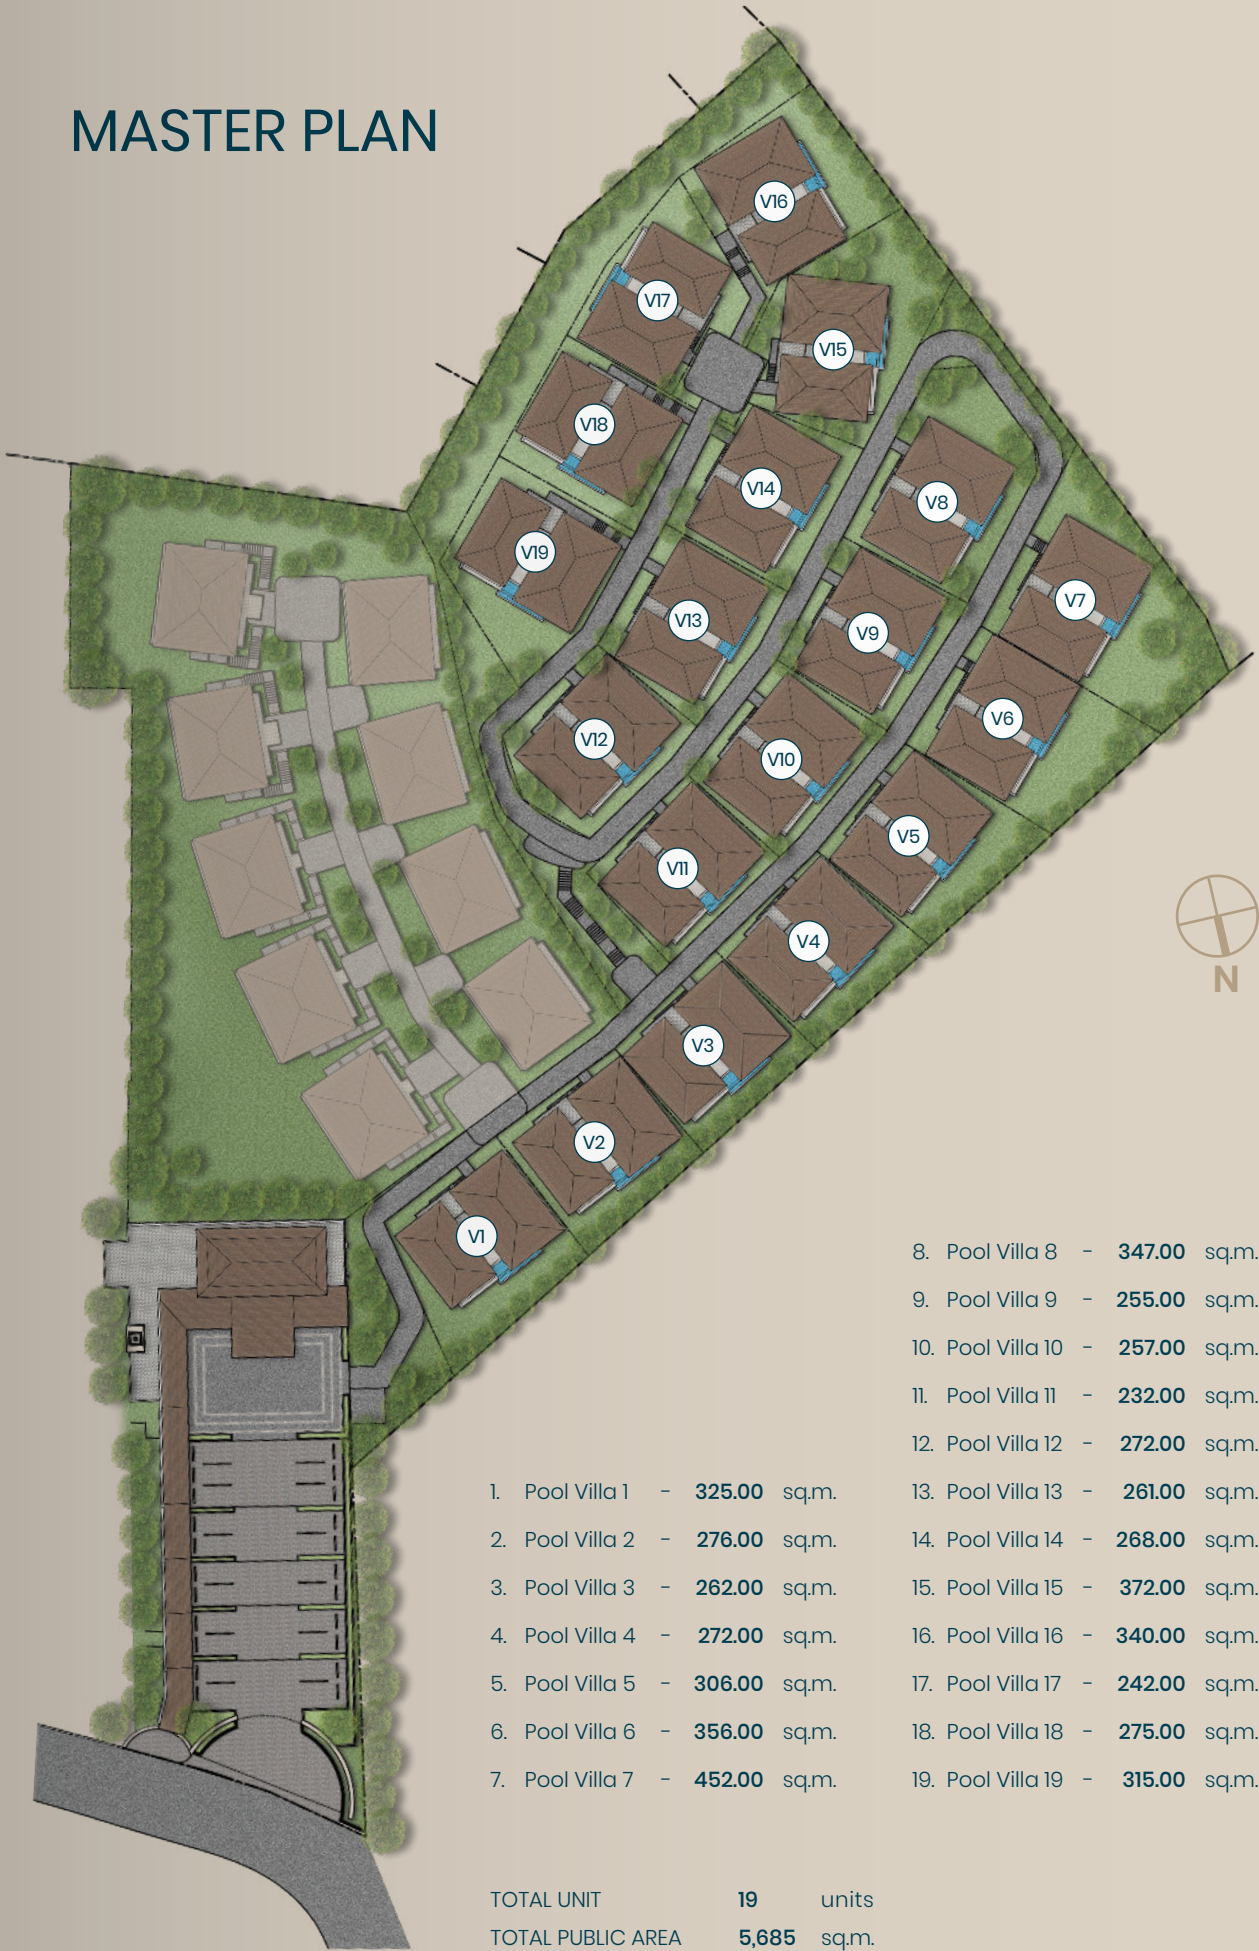 MASTER PLAN
V16
V17
V15
V18
V14
V8
V19
V7
V13
V9
V6
V12
V10
V5
V11
V4
N
V3
V2
V1
1. Pool Villa 1 - 325.00 sq.m.
2. Pool Villa 2 - 276.00 sq.m.
3. Pool Villa 3 - 262.00 sq.m.
4. Pool Villa 4 - 272.00 sq.m.
5. Pool Villa 5 - 306.00 sq.m.
6. Pool Villa 6 - 356.00 sq.m.
7. Pool Villa 7 - 452.00 sq.m.
8. Pool Villa 8 - 347.00 sq.m.
9. Pool Villa 9 - 255.00 sq.m.
10. Pool Villa 10 - 257.00 sq.m.
11. Pool Villa 11 - 232.00 sq.m.
12. Pool Villa 12 - 272.00 sq.m.
13. Pool Villa 13 - 261.00 sq.m.
14. Pool Villa 14 - 268.00 sq.m.
15. Pool Villa 15 - 372.00 sq.m.
16. Pool Villa 16 - 340.00 sq.m.
17. Pool Villa 17 - 242.00 sq.m.
18. Pool Villa 18 - 275.00 sq.m.
19. Pool Villa 19 - 315.00 sq.m.
TOTAL UNIT 19 units
TOTAL PUBLIC AREA 5,685 sq.m.